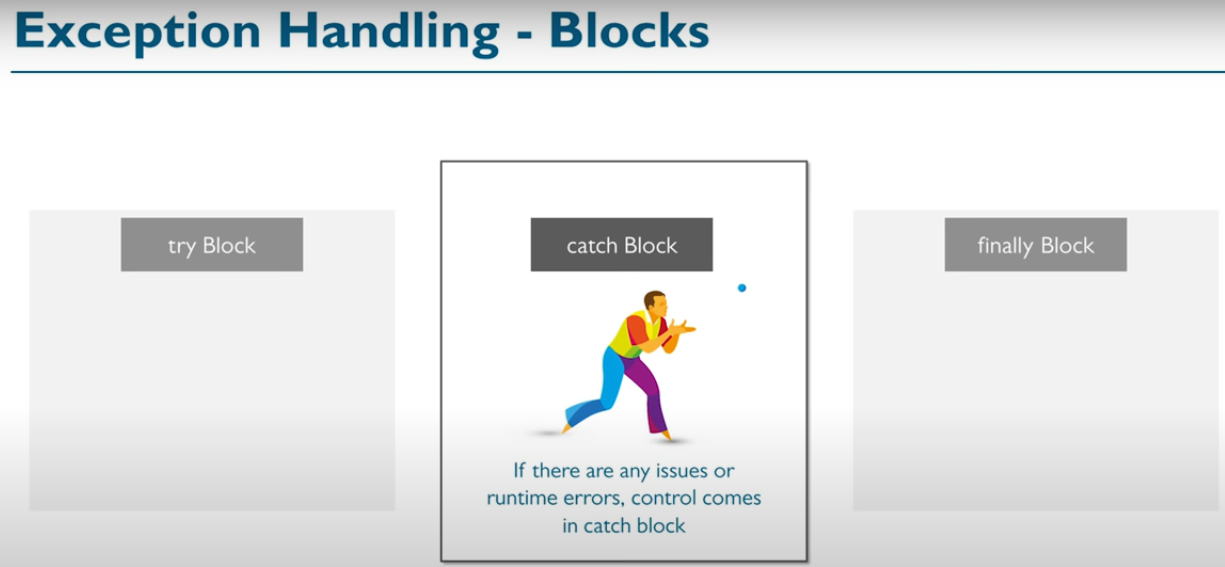 Exception Handling - Blocks
try Block
catch Block
finally Block
If there are any issues or
runtime errors, control comes
in catch block